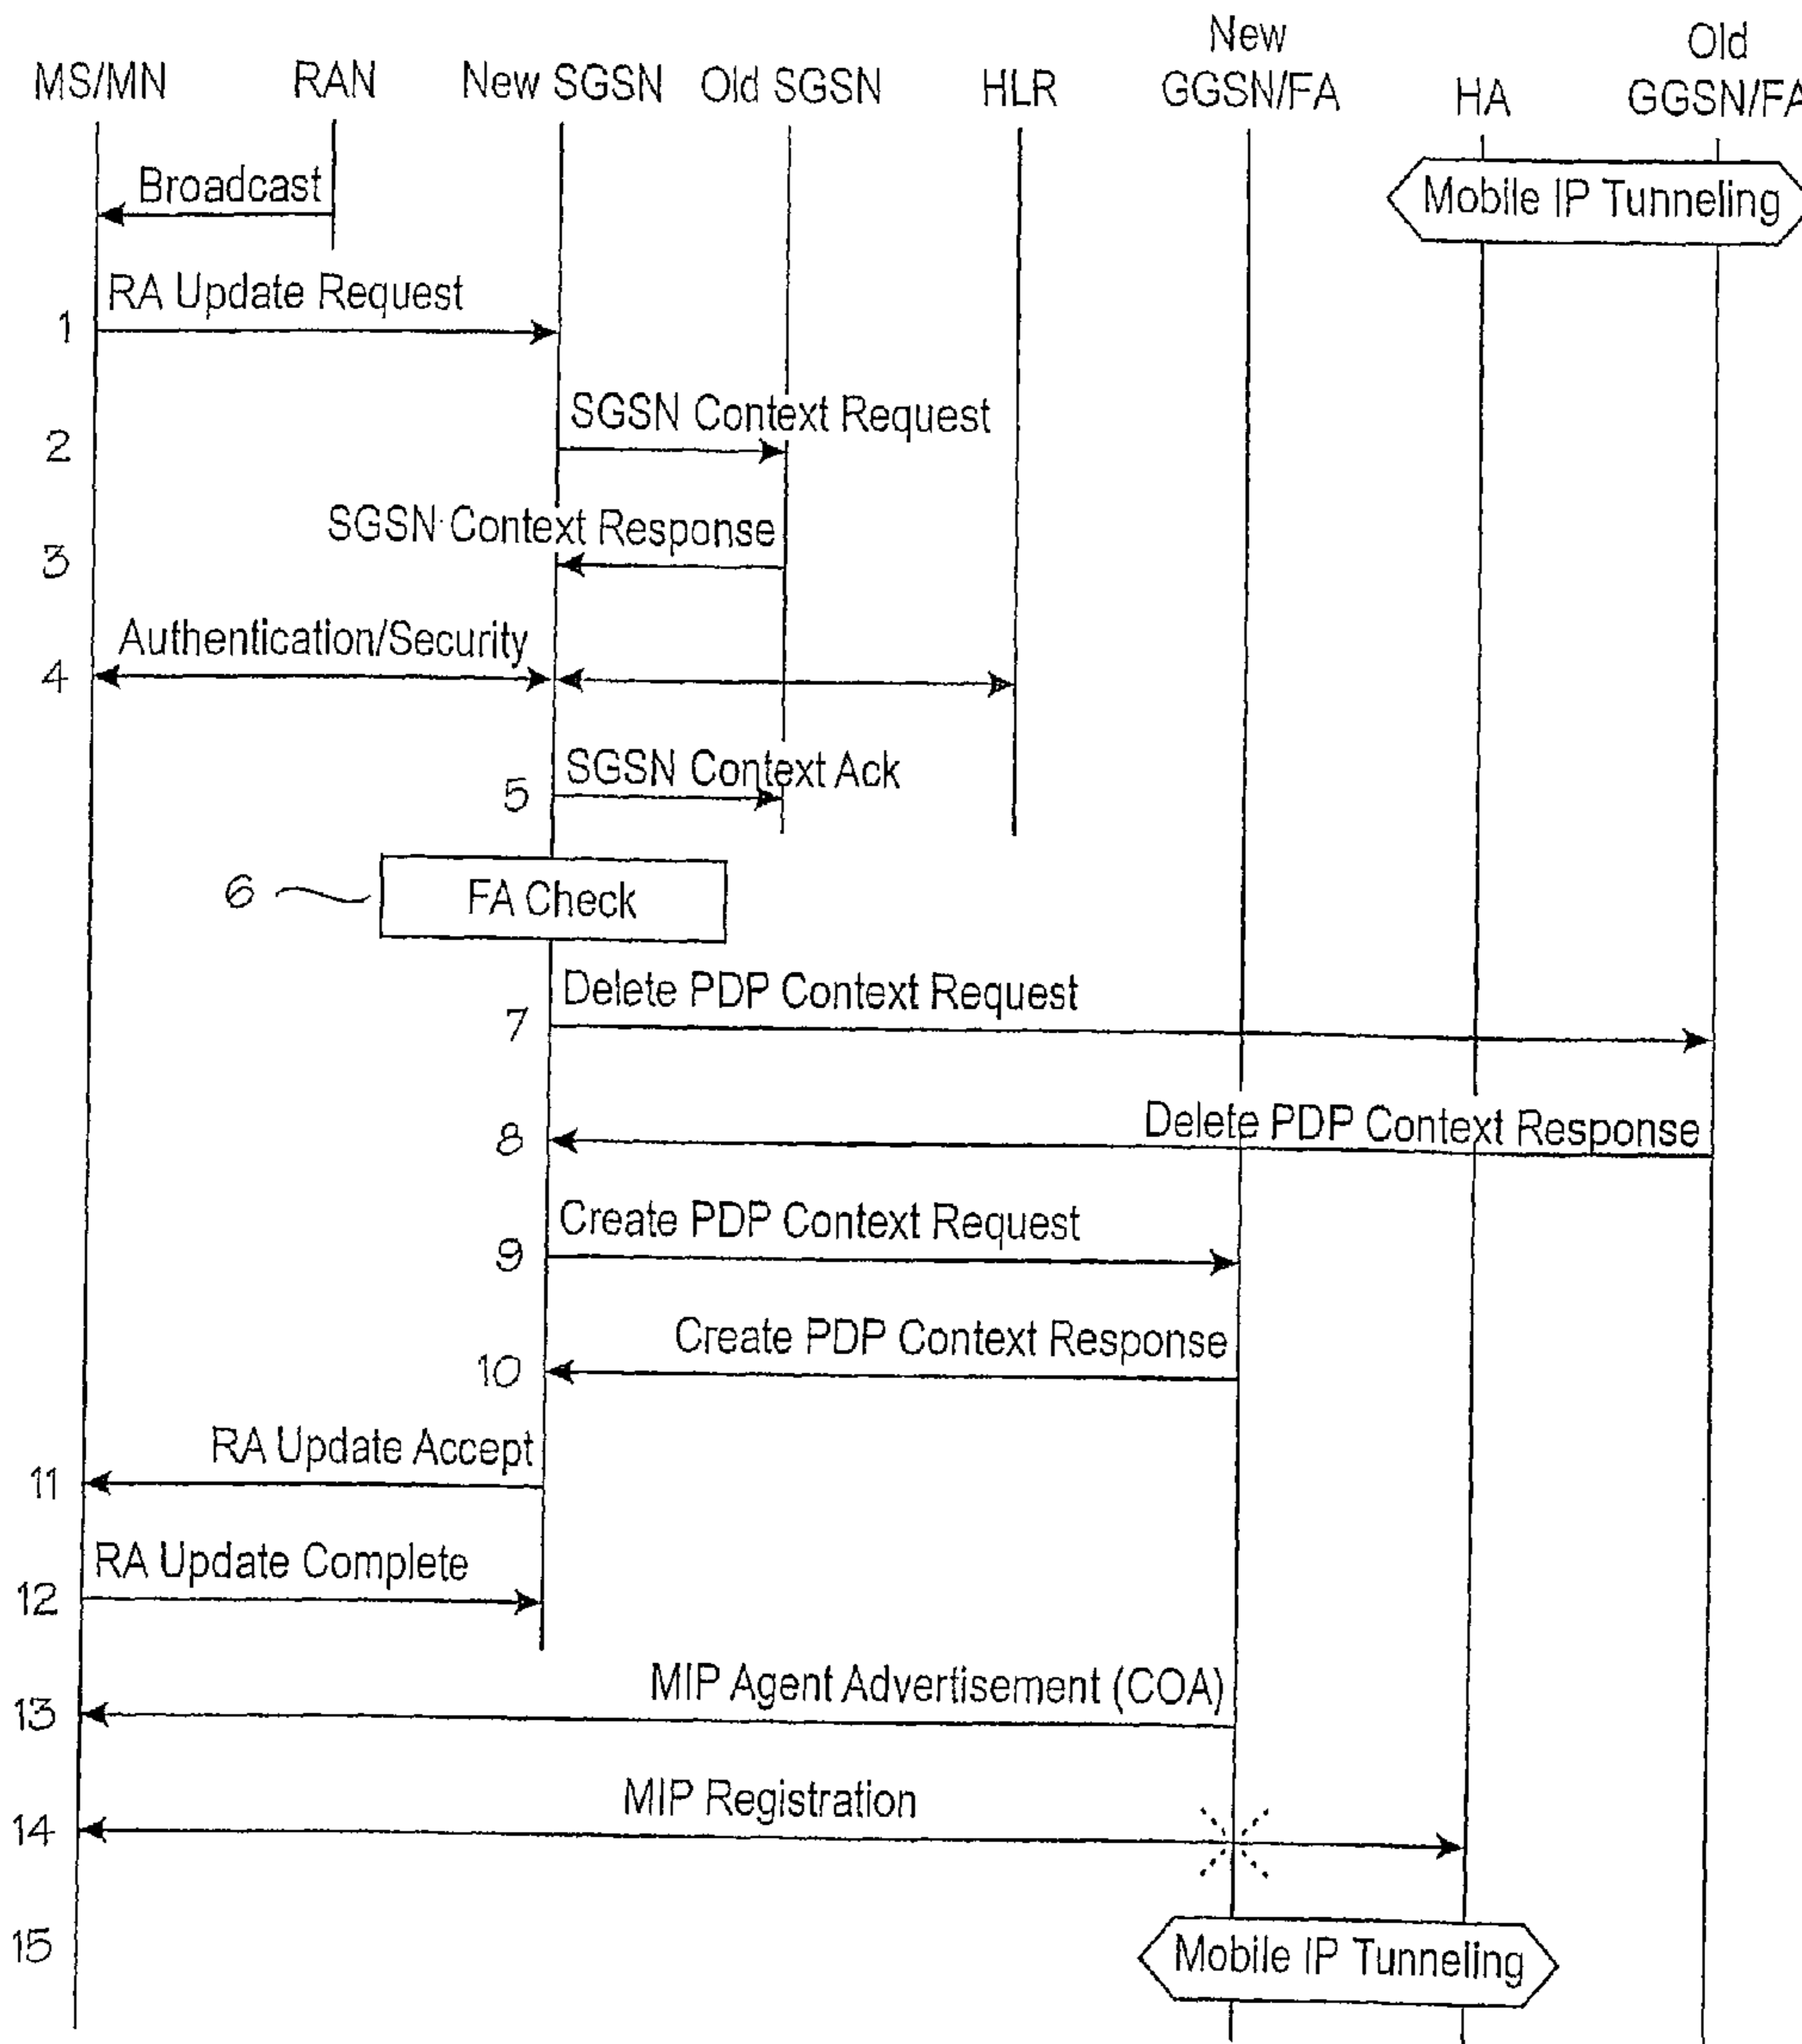 New
Old
MS/MN RAN New SGSN Old SGSN HLR GGSN/FA HA GGSN/FA
Broadcast
Mobile IP Tunneling
RA Update Request
1
SGSN Context Request
2
SGSN Context Response
3
Authentication/Security
4
SGSN Context Ack
5
6 FA Check
Delete PDP Context Request
7
Delete PDP Context Response
8
Create PDP Context Request
9
Create PDP Context Response
10
RA Update Accept
11
RA Update Complete
12
MIP Agent Advertisement (COA)
13
MIP Registration
14
15 Mobile IP Tunneling